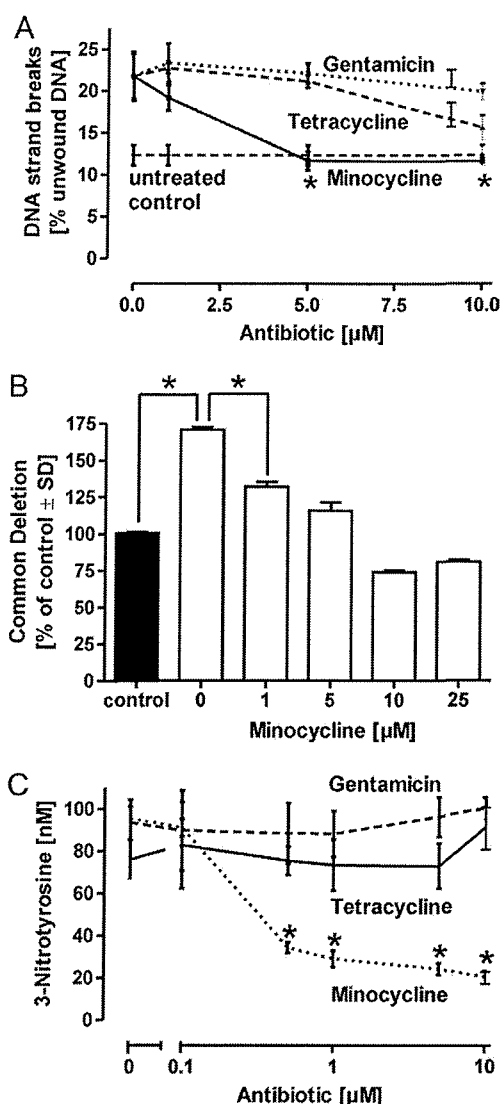 A
DNA strand breaks
[% unwound DNA]
25
20
15
10
5
0
Gentamicin
Tetracycline
untreated
control
* Minocycline *
0.0 2.5 5.0 7.5 10.0
Antibiotic [µM]
B
* *
Common Deletion
[% of control ± SD]
175
150
125
100
75
50
25
0
control 0 1 5 10 25
Minocycline [µM]
C
3-Nitrotyrosine [nM]
100
80
60
40
20
0
Gentamicin
Tetracycline
* * * *
Minocycline
0 0.1 1 10
Antibiotic [µM]